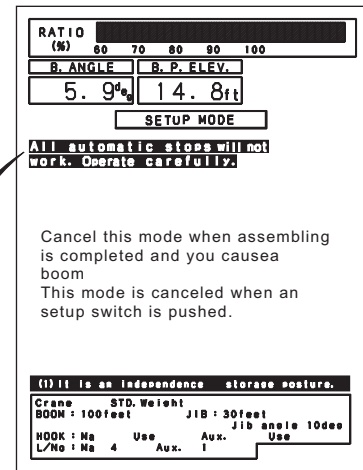 RATIO
(%) 60 70 80 90 100
B. ANGLE B. P. ELEV.
5. 9deg 14. 8ft
SETUP MODE
All automatic stops will not
work. Operate carefully.
Cancel this mode when assembling
is completed and you causea
boom
This mode is canceled when an
setup switch is pushed.
(1) It is an independence storage posture.
Crane STD. Weight
BOOM : 100feet JIB : 30feet
Jib angle 10deg
HOOK : Ma Use Aux. Use
L/No : Ma 4 Aux. 1